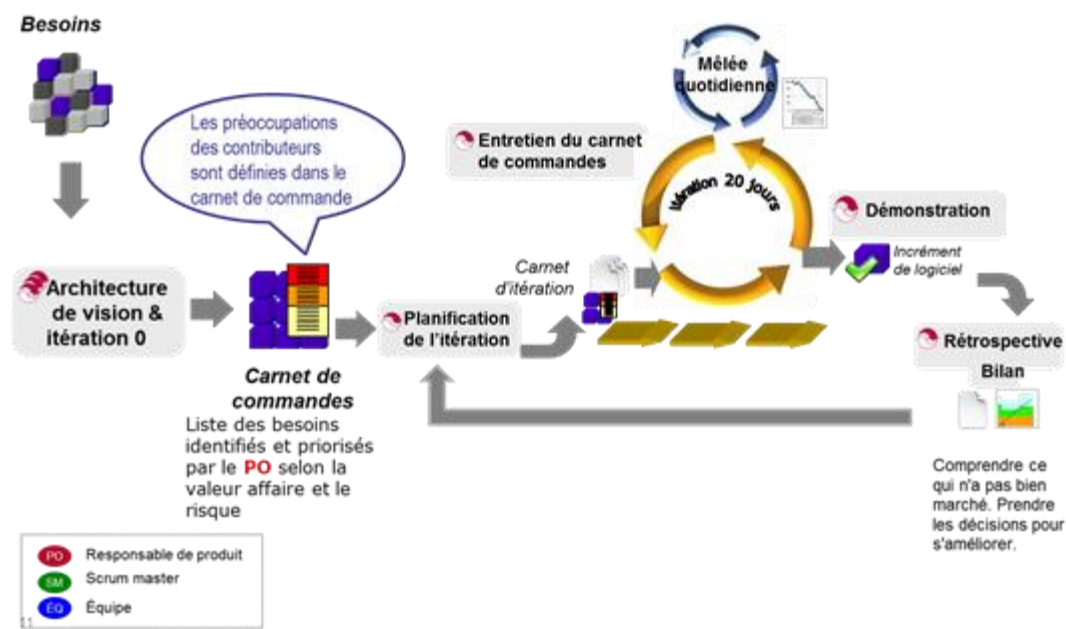 Besoins
Les préoccupations
des contributeurs
sont définies dans le
carnet de commande
Architecture
de vision &
itération 0
Carnet de
commandes
Liste des besoins
identifiés et priorisés
par le PO selon la
valeur affaire et le
risque
Planification
de l'itération
Carnet
d'itération
Entretien du carnet
de commandes
Mêlée
quotidienne
Itération 20 jours
Démonstration
Incrément
de logiciel
Rétrospective
Bilan
Comprendre ce
qui n'a pas bien
marché. Prendre
les décisions pour
s'améliorer.
PO Responsable de produit
SM Scrum master
ÉQ Équipe
11